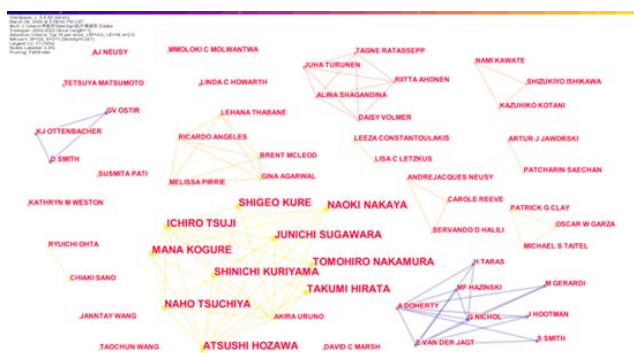 AJ NEUSY
MMOLOKI C MOLWANTWA
TAGNE RATASSEPP
JUHA TURUNEN
NAMI KAWATE
TETSUYA MATSUMOTO
LINDA C HOWARTH
RIITTA AHONEN
SHIZUKIYO ISHIKAWA
ALINA SHAGANDINA
KAZUHIKO KOTANI
GV OSTIR
LEHANA THABANE
DAISY VOLMER
KJ OTTENBACHER
RICARDO ANGELES
LEEZA CONSTANTOULAKIS
ARTUR J JAWORSKI
D SMITH
BRENT MCLEOD
LISA C LETZKUS
SUSMITA PATI
GINA AGARWAL
PATCHARIN SAECHAN
MELISSA PIRRIE
ANDREJACQUES NEUSY
KATHRYN M WESTON
SHIGEO KURE
NAOKI NAKAYA
CAROLE REEVE
PATRICK G CLAY
ICHIRO TSUJI
SERVANDO D HALILI
OSCAR W GARZA
JUNICHI SUGAWARA
RYUICHI OHTA
MANA KOGURE
MICHAEL S TAITEL
TOMOHIRO NAKAMURA
H TARAS
CHIAKI SANO
SHINICHI KURIYAMA
MF HAZINSKI
M GERARDI
JANNTAY WANG
NAHO TSUCHIYA
TAKUMI HIRATA
A DOHERTY
AKIRA URUNO
G NICHOL
J HOOTMAN
TAOCHUN WANG
ATSUSHI HOZAWA
DAVID C MARSH
E VAN DER JAGT
S SMITH